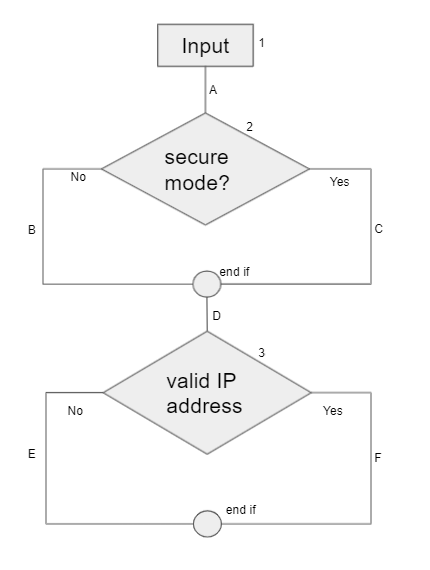 Input
1
A
2
secure
mode?
No
Yes
B
C
end if
D
3
valid IP
address
No
Yes
E
F
end if